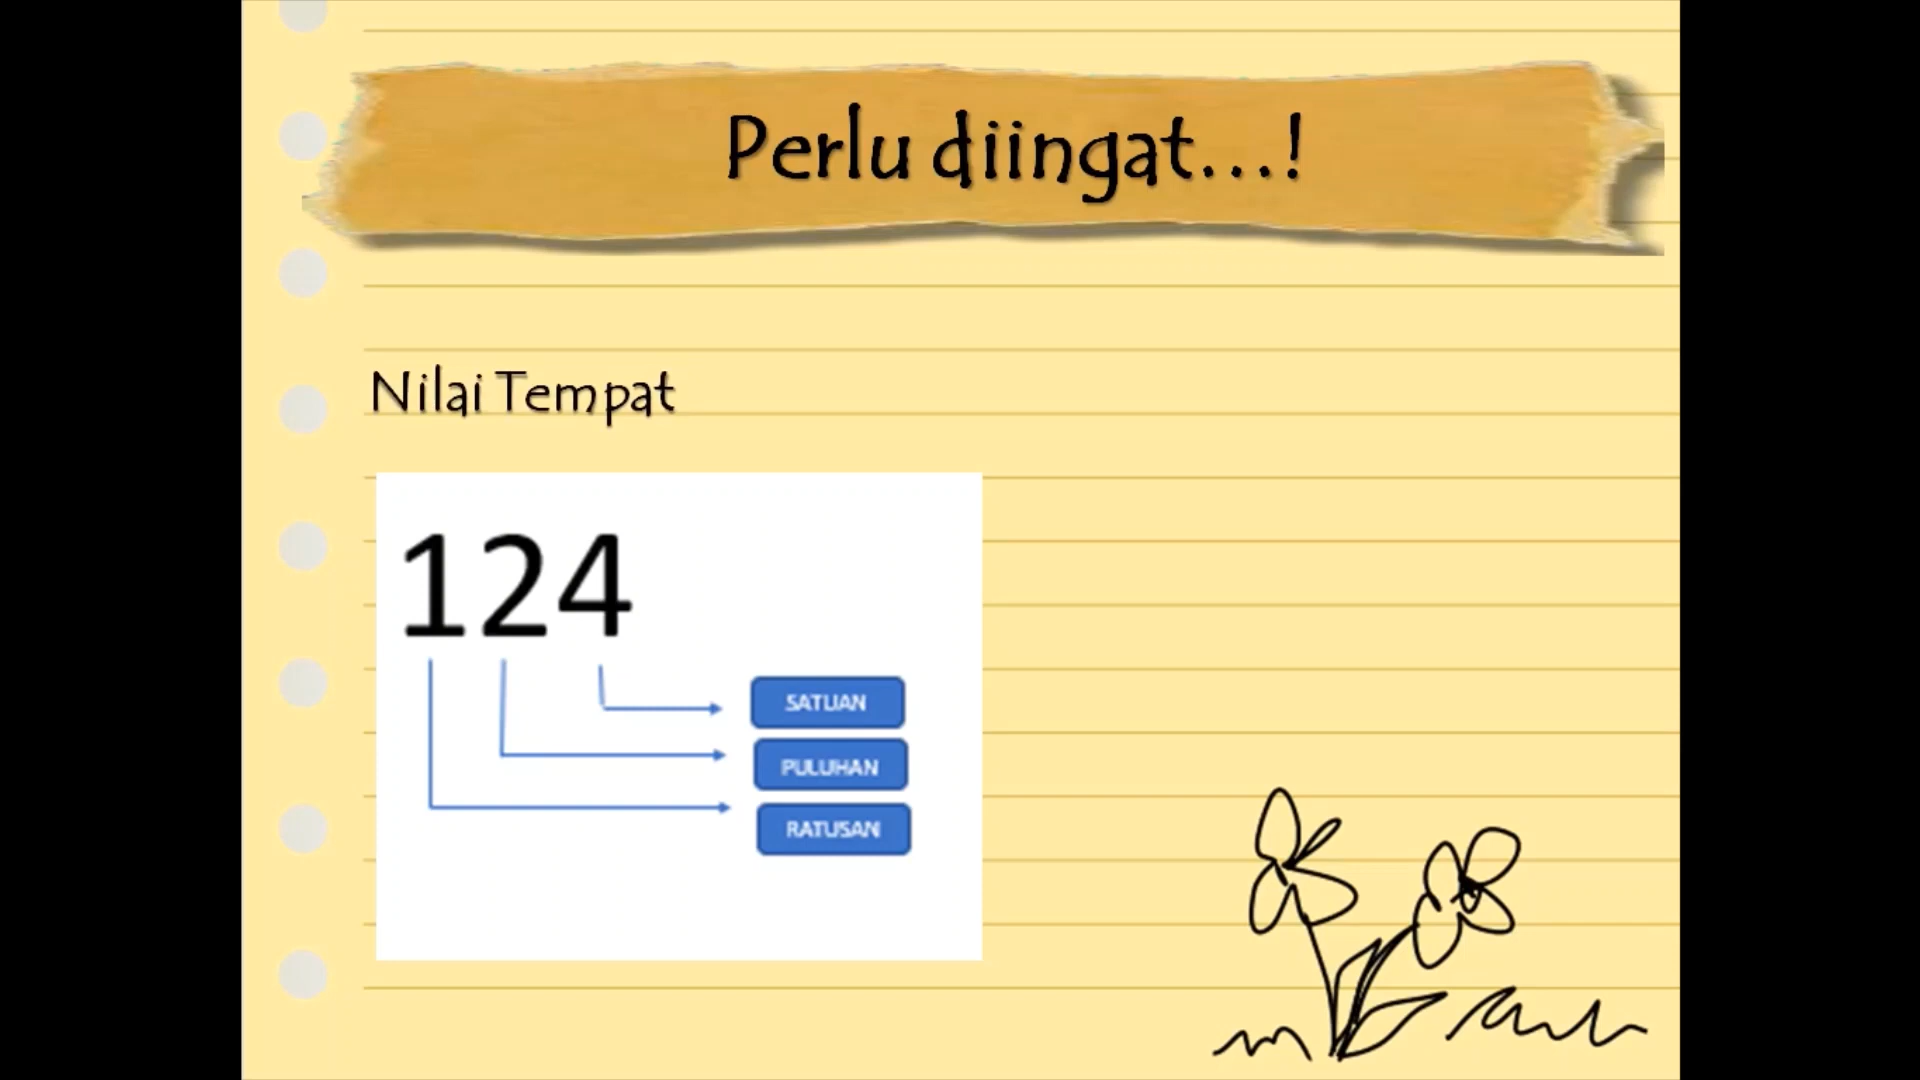 Perlu diingat...!
Nilai Tempat
124
SATUAN
PULUHAN
RATUSAN